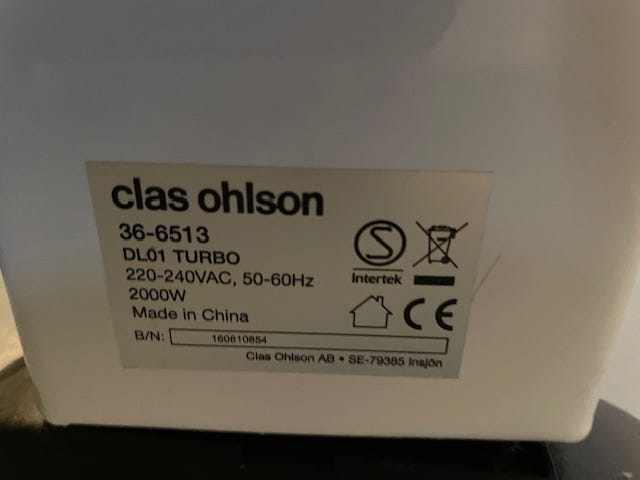 clas ohlson
36-6513
DL01 TURBO
220-240VAC, 50-60Hz
2000W
Made in China
B/N: 160810854
S
Intertek
CE
Clas Ohlson AB • SE-79385 Insjön